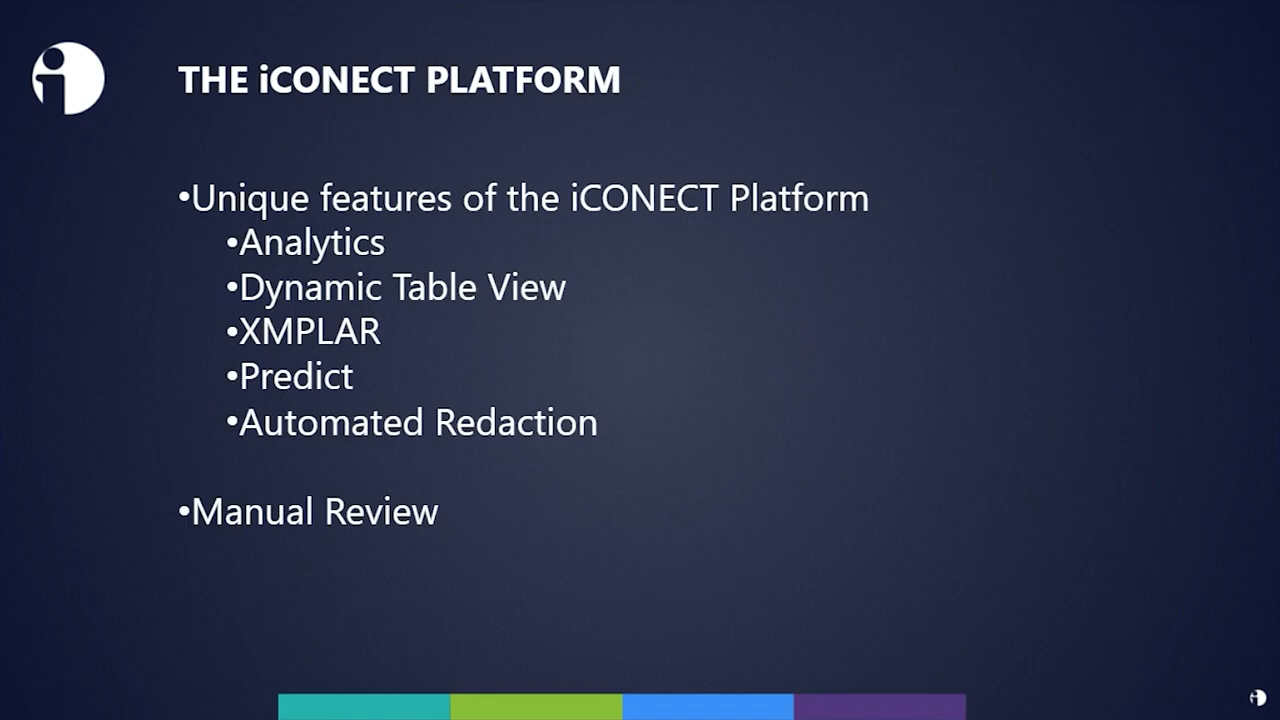 THE iCONECT PLATFORM
•Unique features of the iCONECT Platform
•Analytics
•Dynamic Table View
•XMPLAR
•Predict
•Automated Redaction
•Manual Review